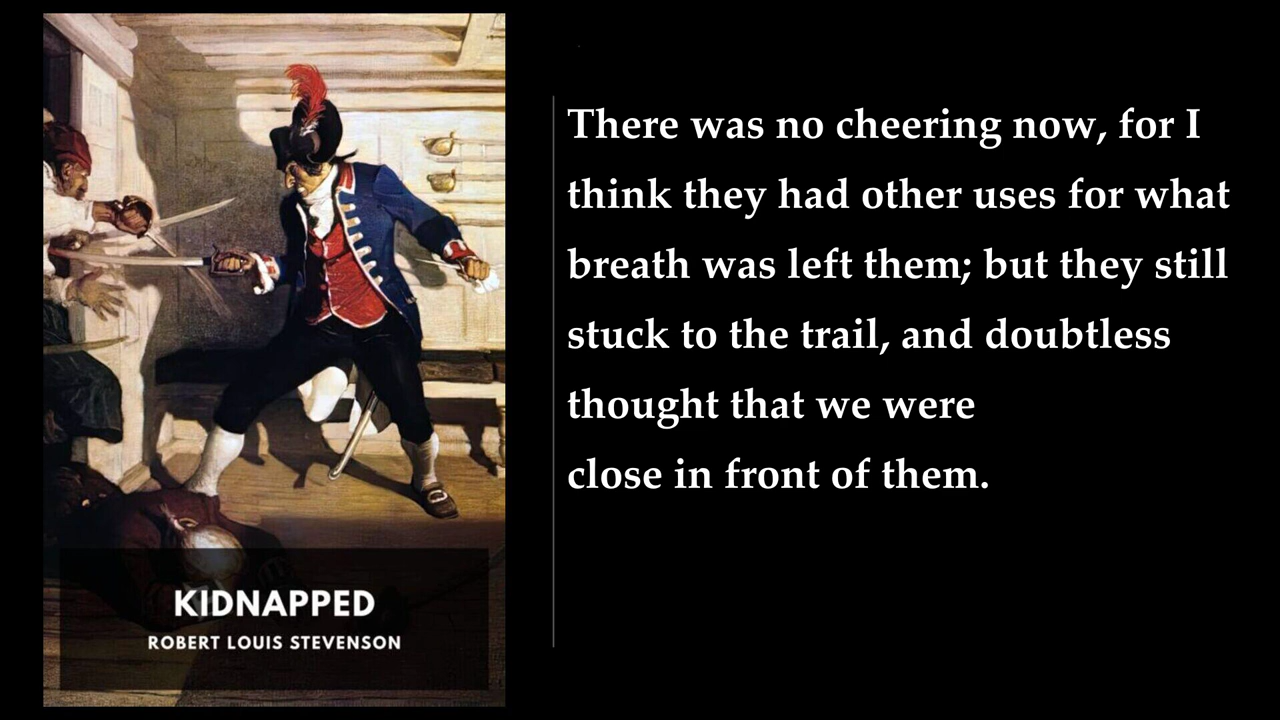 There was no cheering now, for I
think they had other uses for what
breath was left them; but they still
stuck to the trail, and doubtless
thought that we were
close in front of them.
KIDNAPPED
ROBERT LOUIS STEVENSON